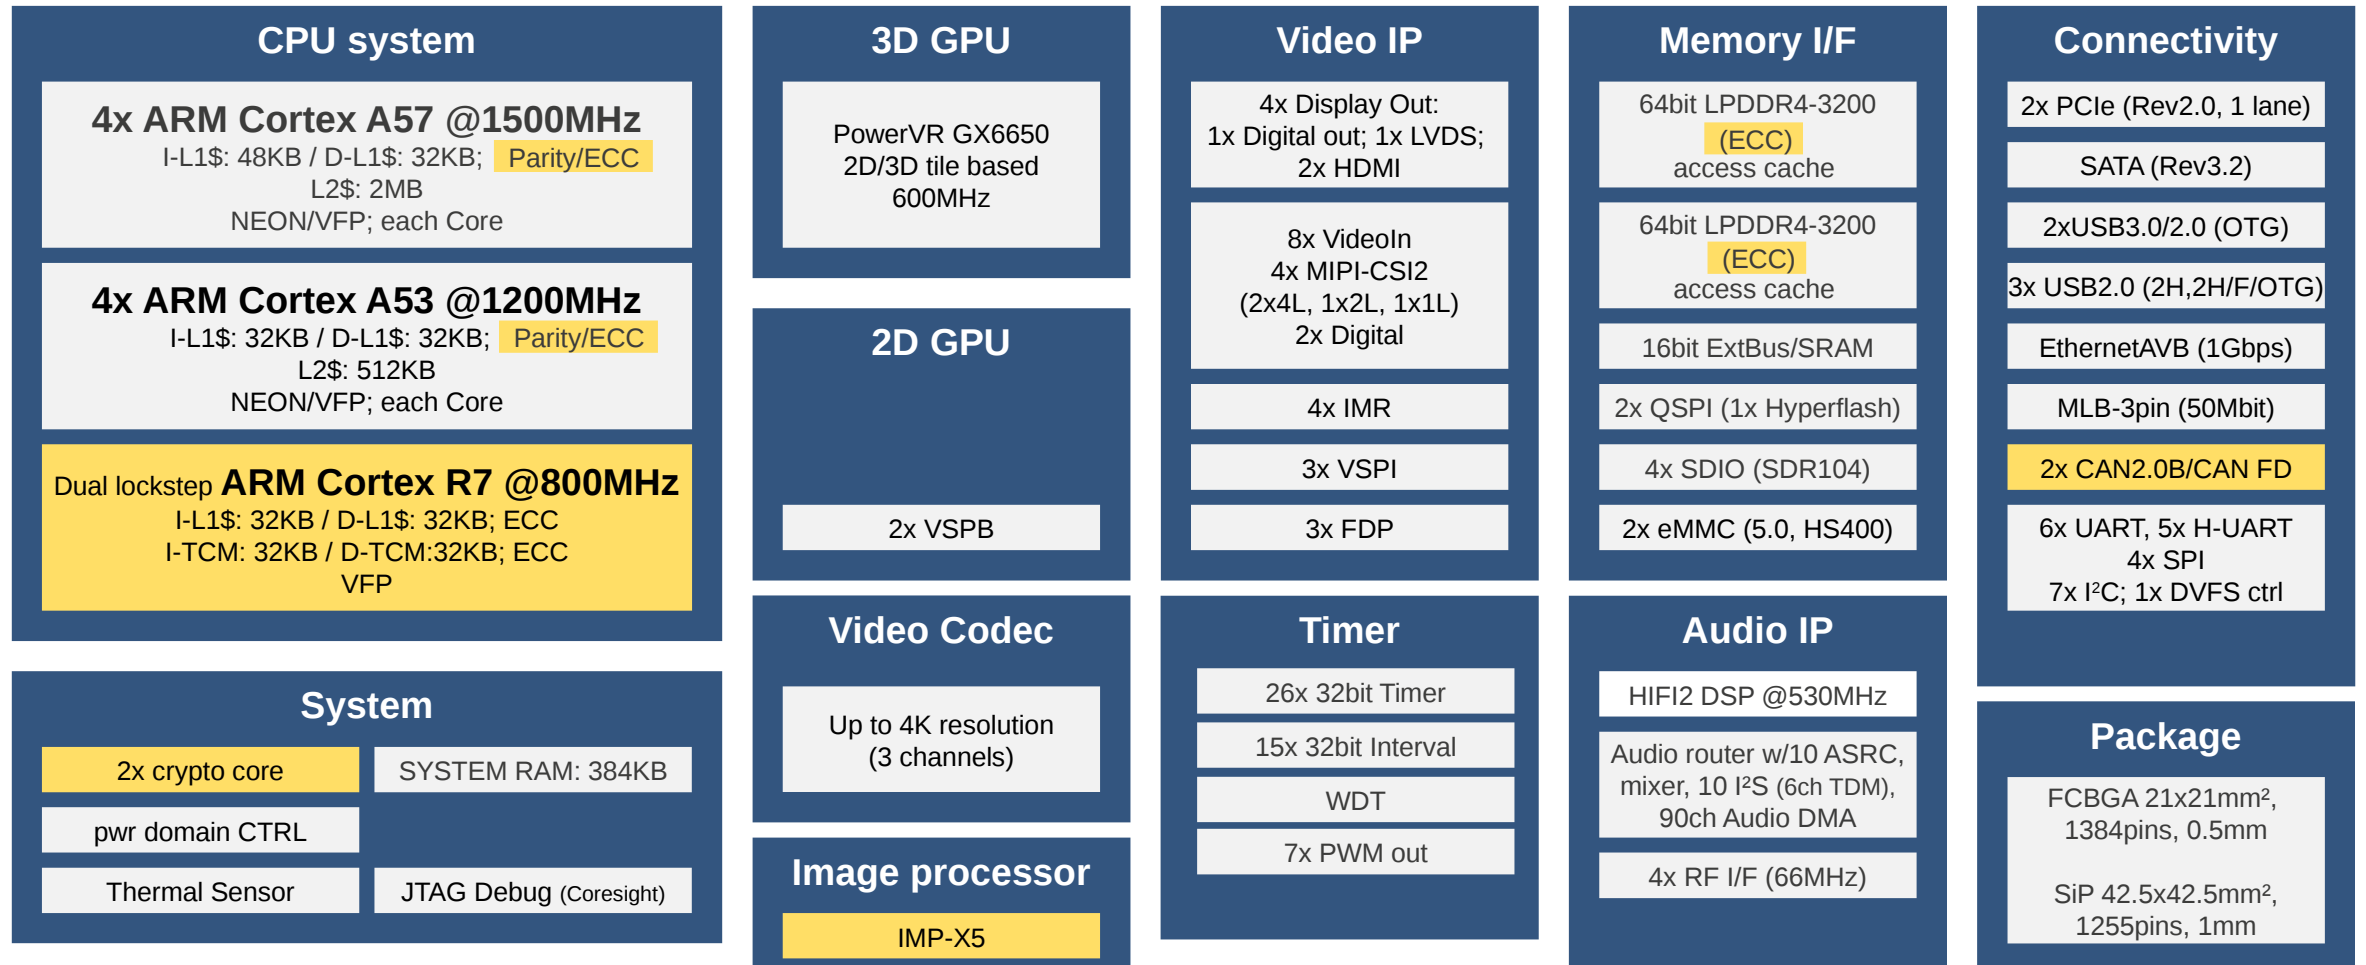 CPU system
4x ARM Cortex A57 @1500MHz
I-L1$: 48KB / D-L1$: 32KB; Parity/ECC
L2$: 2MB
NEON/VFP; each Core
4x ARM Cortex A53 @1200MHz
I-L1$: 32KB / D-L1$: 32KB; Parity/ECC
L2$: 512KB
NEON/VFP; each Core
Dual lockstep ARM Cortex R7 @800MHz
I-L1$: 32KB / D-L1$: 32KB; ECC
I-TCM: 32KB / D-TCM:32KB; ECC
VFP
System
2x crypto core
SYSTEM RAM: 384KB
pwr domain CTRL
Thermal Sensor
JTAG Debug (Coresight)
3D GPU
PowerVR GX6650
2D/3D tile based
600MHz
2D GPU
2x VSPB
Video Codec
Up to 4K resolution
(3 channels)
Image processor
IMP-X5
Video IP
4x Display Out:
1x Digital out; 1x LVDS;
2x HDMI
8x VideoIn
4x MIPI-CSI2
(2x4L, 1x2L, 1x1L)
2x Digital
4x IMR
3x VSPI
3x FDP
Timer
26x 32bit Timer
15x 32bit Interval
WDT
7x PWM out
Memory I/F
64bit LPDDR4-3200
(ECC)
access cache
64bit LPDDR4-3200
(ECC)
access cache
16bit ExtBus/SRAM
2x QSPI (1x Hyperflash)
4x SDIO (SDR104)
2x eMMC (5.0, HS400)
Audio IP
HIFI2 DSP @530MHz
Audio router w/10 ASRC,
mixer, 10 I²S (6ch TDM),
90ch Audio DMA
4x RF I/F (66MHz)
Connectivity
2x PCIe (Rev2.0, 1 lane)
SATA (Rev3.2)
2xUSB3.0/2.0 (OTG)
3x USB2.0 (2H,2H/F/OTG)
EthernetAVB (1Gbps)
MLB-3pin (50Mbit)
2x CAN2.0B/CAN FD
6x UART, 5x H-UART
4x SPI
7x I²C; 1x DVFS ctrl
Package
FCBGA 21x21mm²,
1384pins, 0.5mm
SiP 42.5x42.5mm²,
1255pins, 1mm